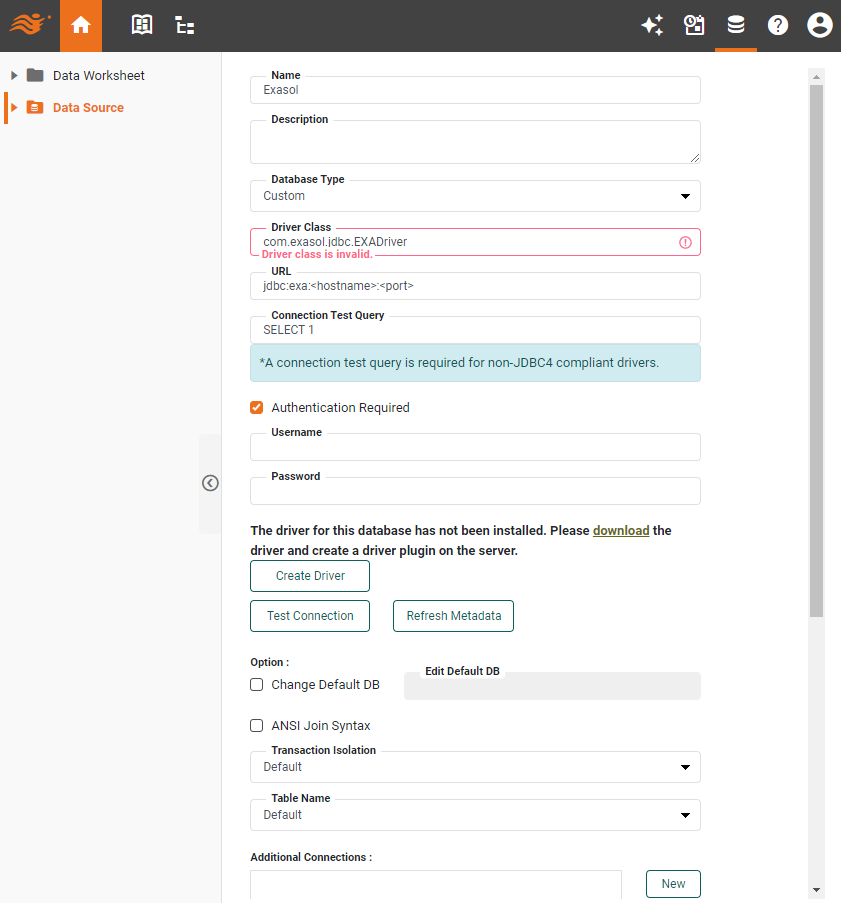 Data Worksheet
Data Source
Name
Exasol
Description
Database Type
Custom
Driver Class
com.exasol.jdbc.EXADriver
Driver class is invalid.
URL
jdbc:exa:<hostname>:<port>
Connection Test Query
SELECT 1
*A connection test query is required for non-JDBC4 compliant drivers.
Authentication Required
Username
Password
The driver for this database has not been installed. Please download the
driver and create a driver plugin on the server.
Create Driver
Test Connection Refresh Metadata
Option :
Change Default DB Edit Default DB
ANSI Join Syntax
Transaction Isolation
Default
Table Name
Default
Additional Connections :
New